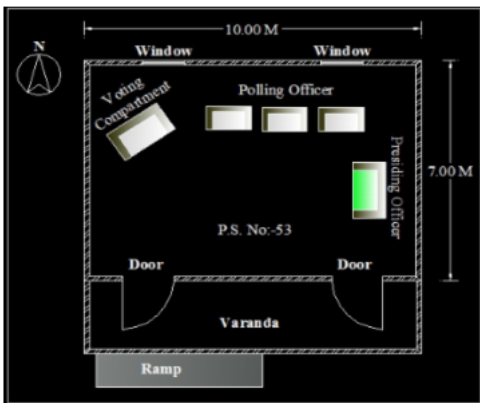 10.00 M
N
Window
Window
Voting
Compartment
Polling Officer
Presiding Officer
7.00 M
P.S. No:-53
Door
Door
Varanda
Ramp